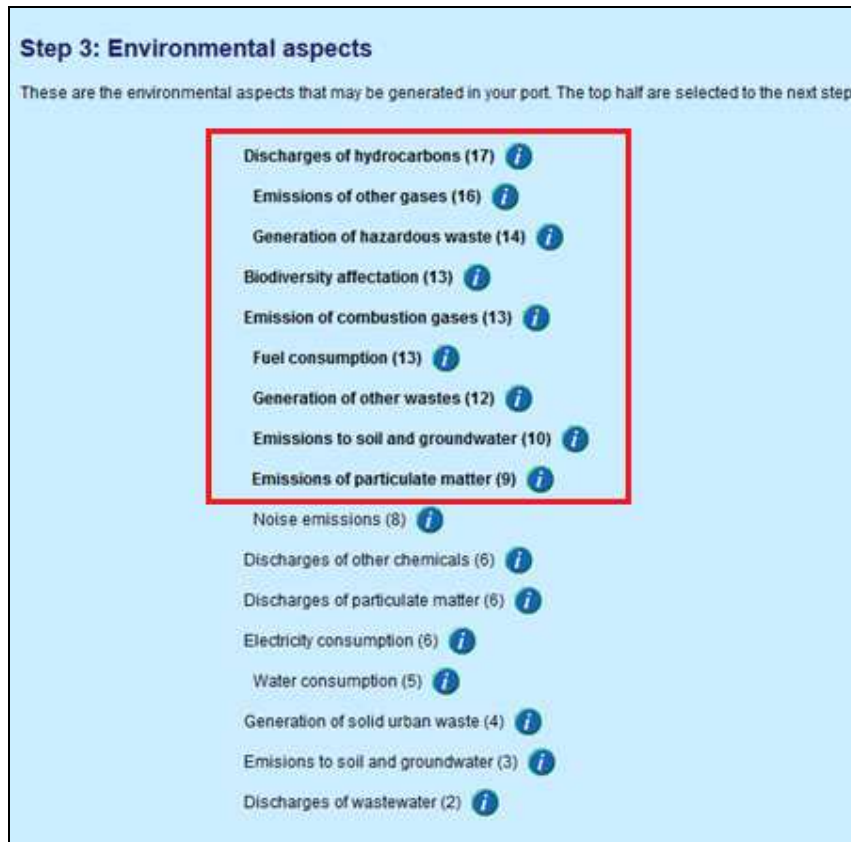 Step 3: Environmental aspects
These are the environmental aspects that may be generated in your port. The top half are selected to the next step
Discharges of hydrocarbons (17) i
Emissions of other gases (16) i
Generation of hazardous waste (14) i
Biodiversity affectation (13) i
Emission of combustion gases (13) i
Fuel consumption (13) i
Generation of other wastes (12) i
Emissions to soil and groundwater (10) i
Emissions of particulate matter (9) i
Noise emissions (8) i
Discharges of other chemicals (6) i
Discharges of particulate matter (6) i
Electricity consumption (6) i
Water consumption (5) i
Generation of solid urban waste (4) i
Emisions to soil and groundwater (3) i
Discharges of wastewater (2) i